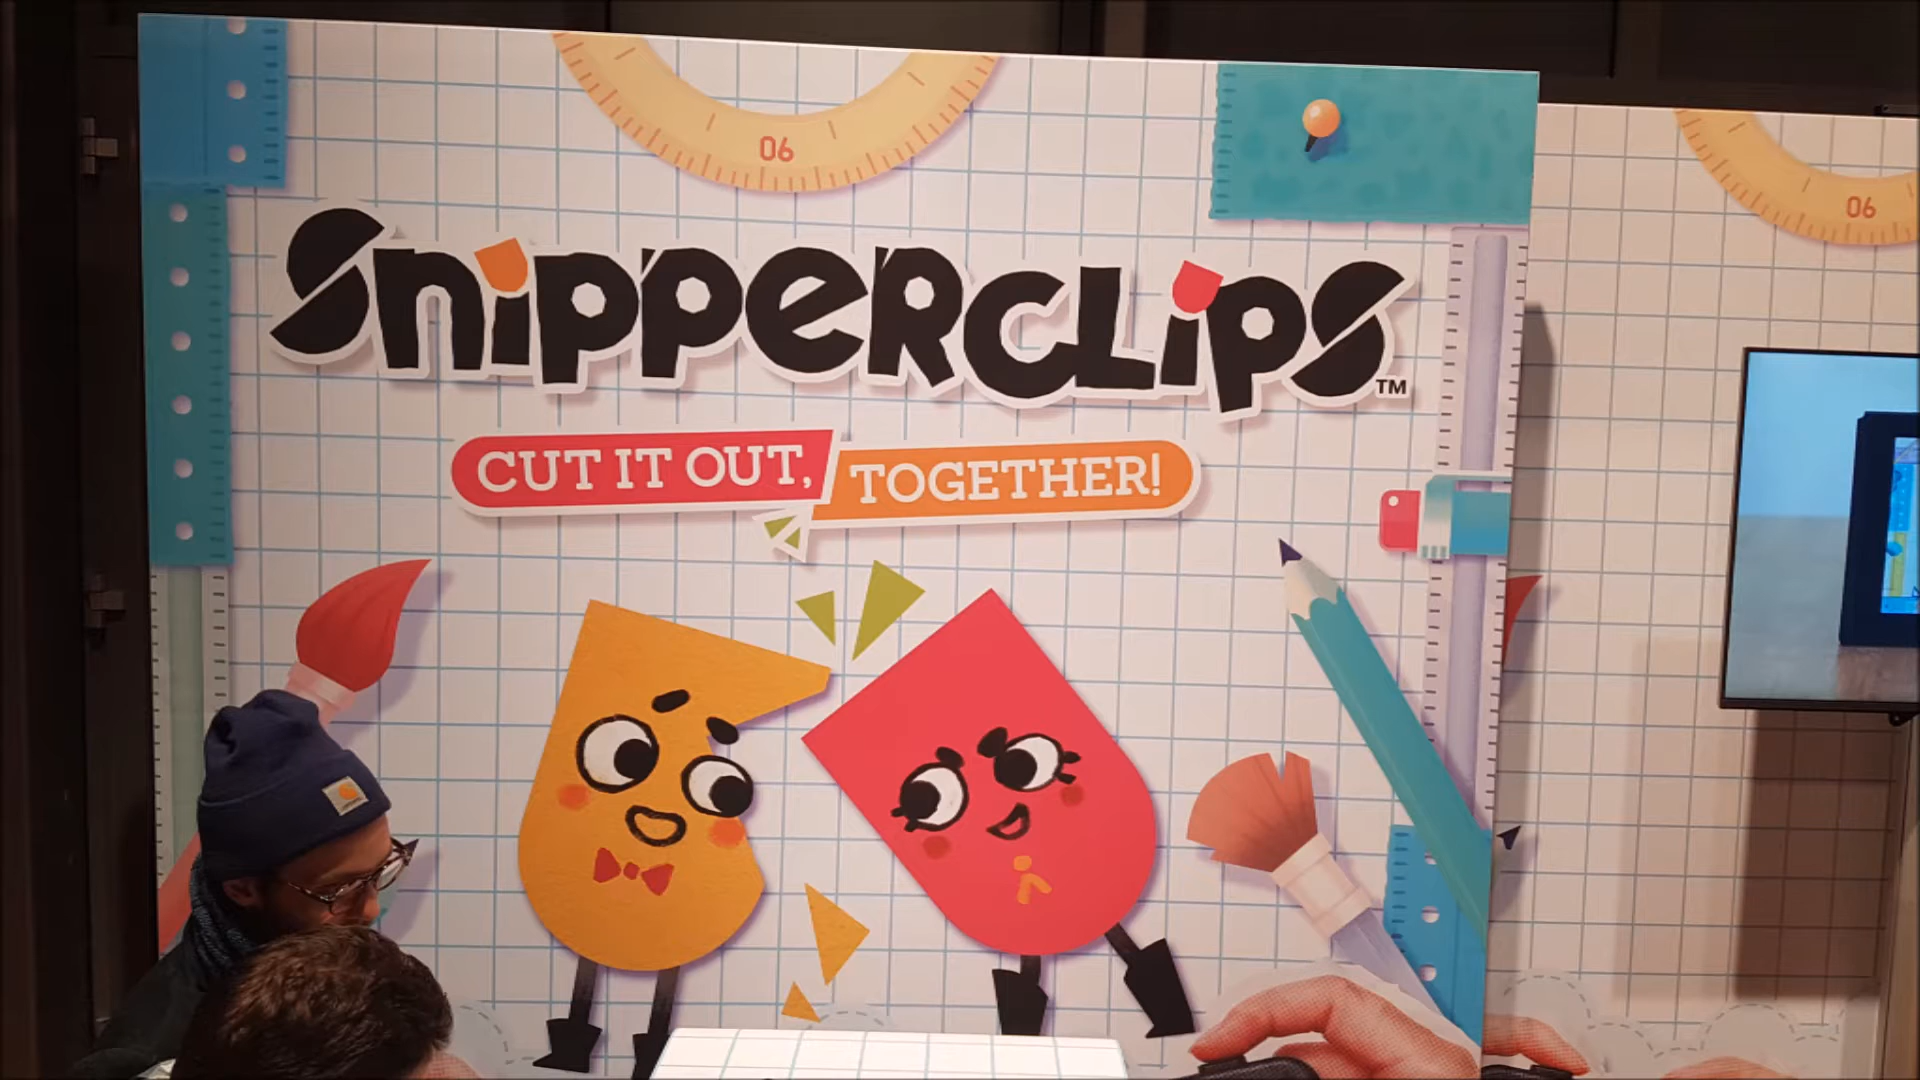 06
06
SNIPPERCLIPS™
CUT IT OUT, TOGETHER!